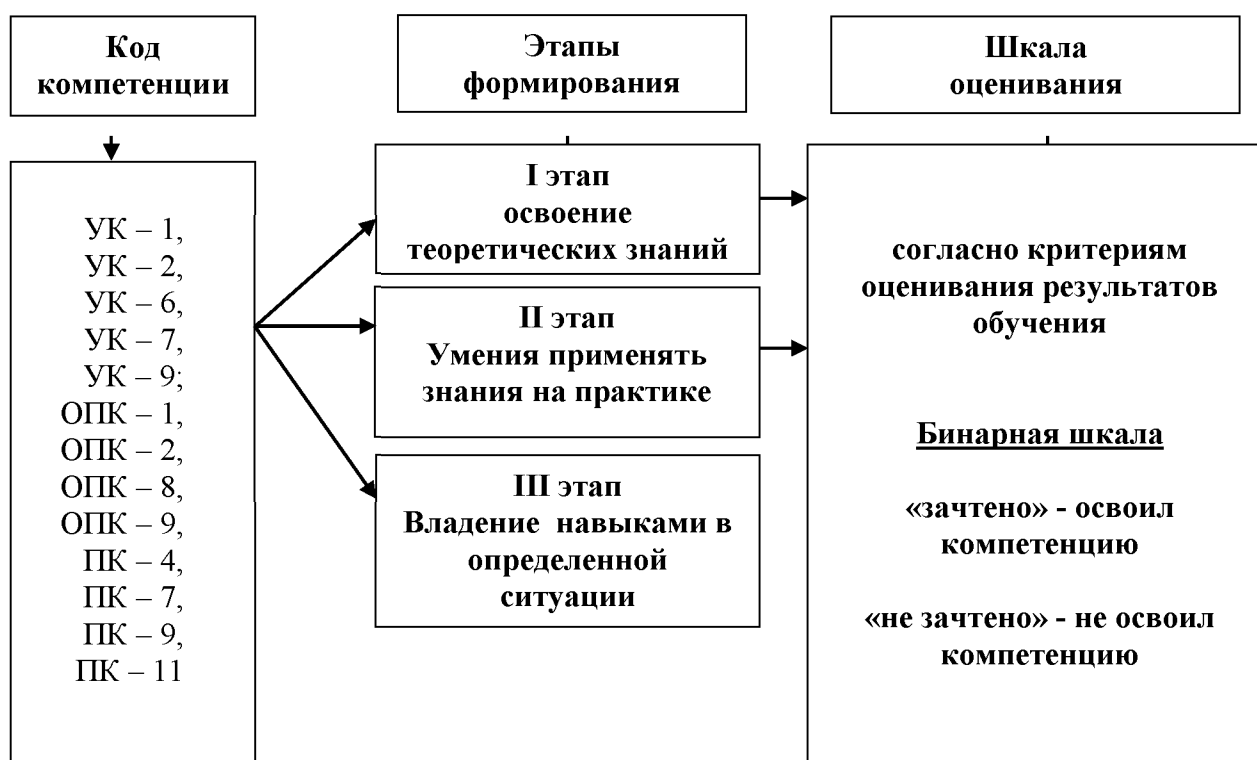 Код
компетенции
Этапы
формирования
Шкала
оценивания
УК – 1,
УК – 2,
УК – 6,
УК – 7,
УК – 9;
ОПК – 1,
ОПК – 2,
ОПК – 8,
ОПК – 9,
ПК – 4,
ПК – 7,
ПК – 9,
ПК – 11
I этап
освоение
теоретических знаний
II этап
Умения применять
знания на практике
III этап
Владение навыками в
определенной
ситуации
согласно критериям
оценивания результатов
обучения
Бинарная шкала
«зачтено» - освоил
компетенцию
«не зачтено» - не освоил
компетенцию